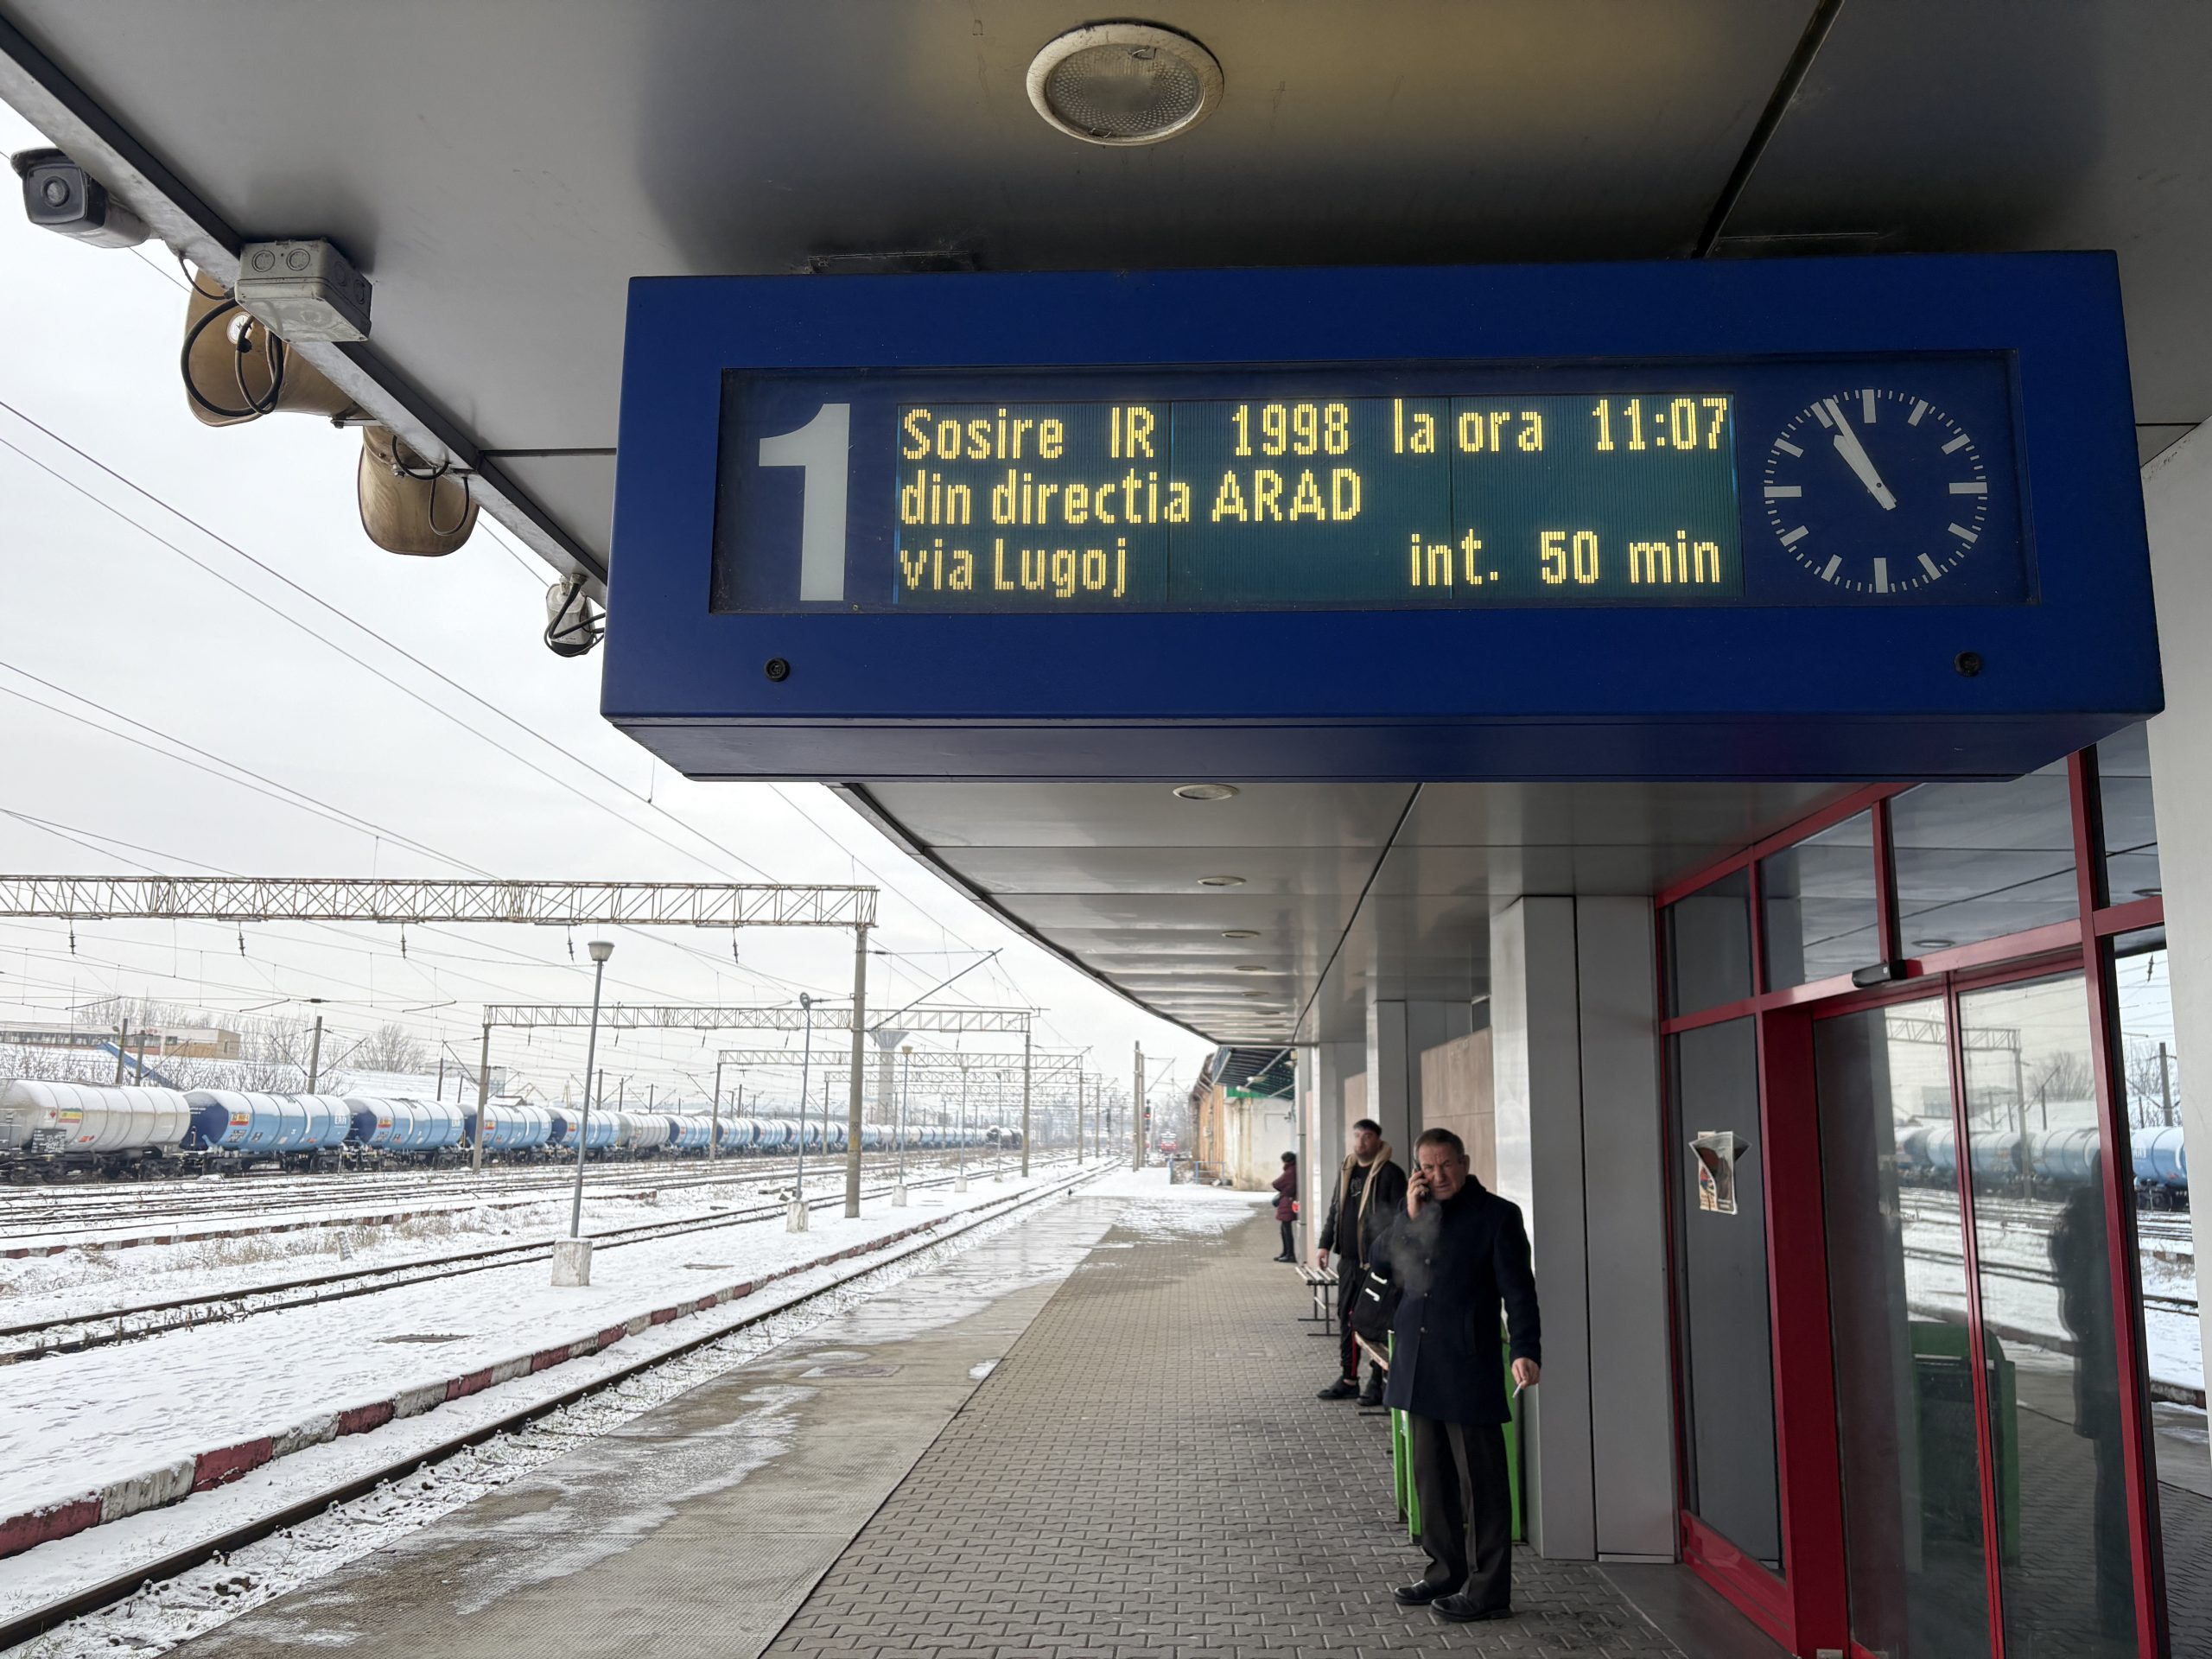 1
Sosire IR 1998 la ora 11:07
din directia ARAD
via Lugoj int. 50 min